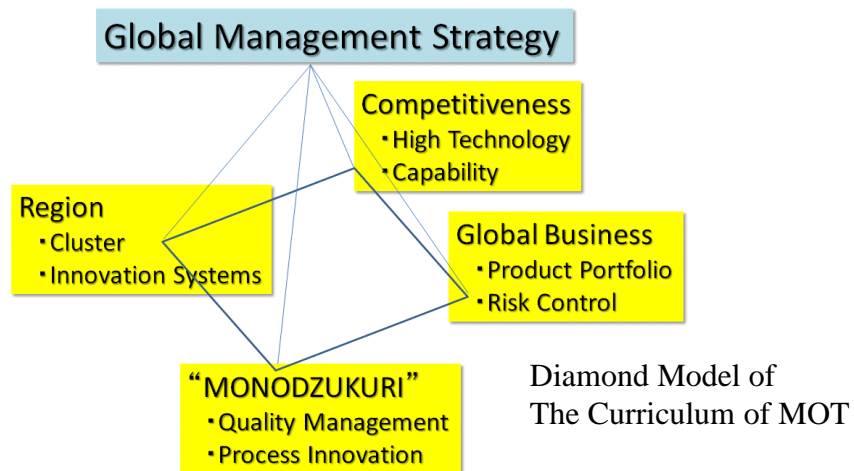 Global Management Strategy
Competitiveness
・High Technology
・Capability
Region
・Cluster
・Innovation Systems
Global Business
・Product Portfolio
・Risk Control
“MONODZUKURI”
・Quality Management
・Process Innovation
Diamond Model of
The Curriculum of MOT